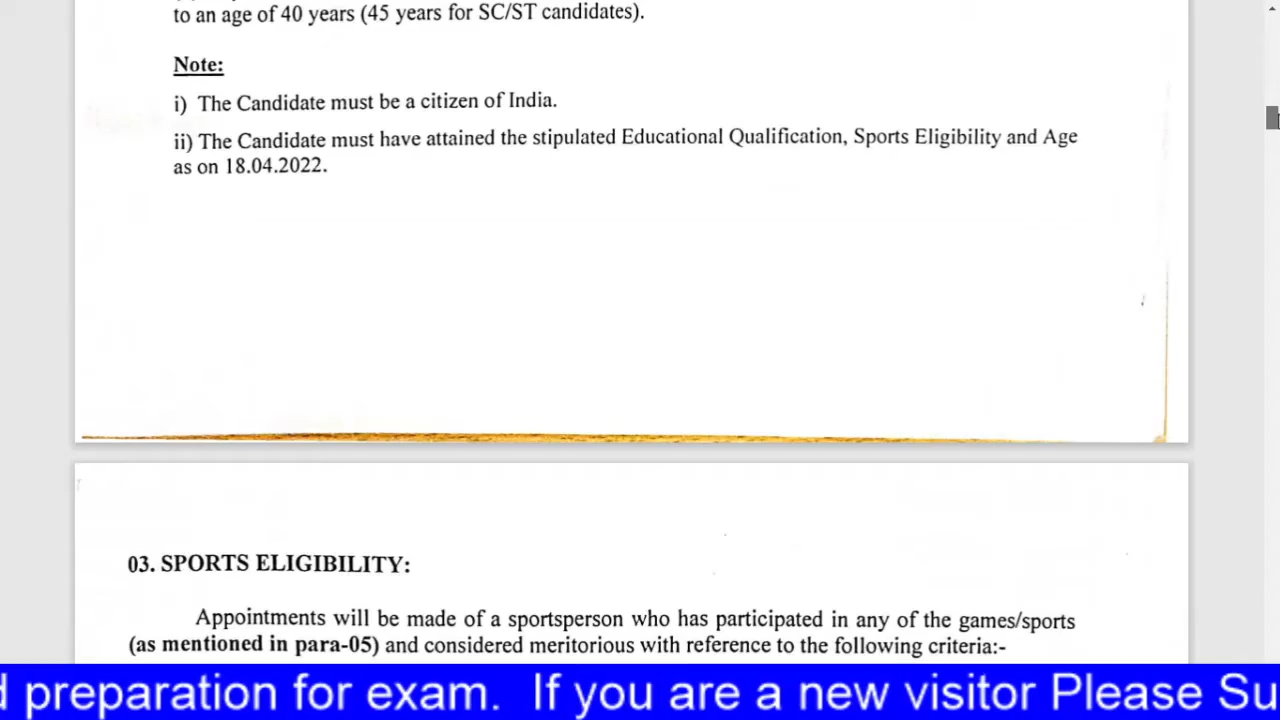 to an age of 40 years (45 years for SC/ST candidates).
Note:
i) The Candidate must be a citizen of India.
ii) The Candidate must have attained the stipulated Educational Qualification, Sports Eligibility and Age
as on 18.04.2022.
03. SPORTS ELIGIBILITY:
Appointments will be made of a sportsperson who has participated in any of the games/sports
(as mentioned in para-05) and considered meritorious with reference to the following criteria:-
preparation for exam. If you are a new visitor Please Su